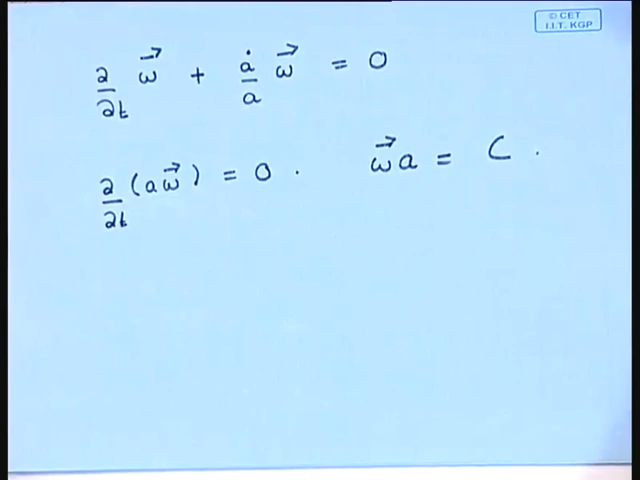 © CET
I.I.T. KGP
∂/∂t ω⃗ + ȧ/a ω⃗ = 0
∂/∂t (aω⃗) = 0 . ω⃗a = C .